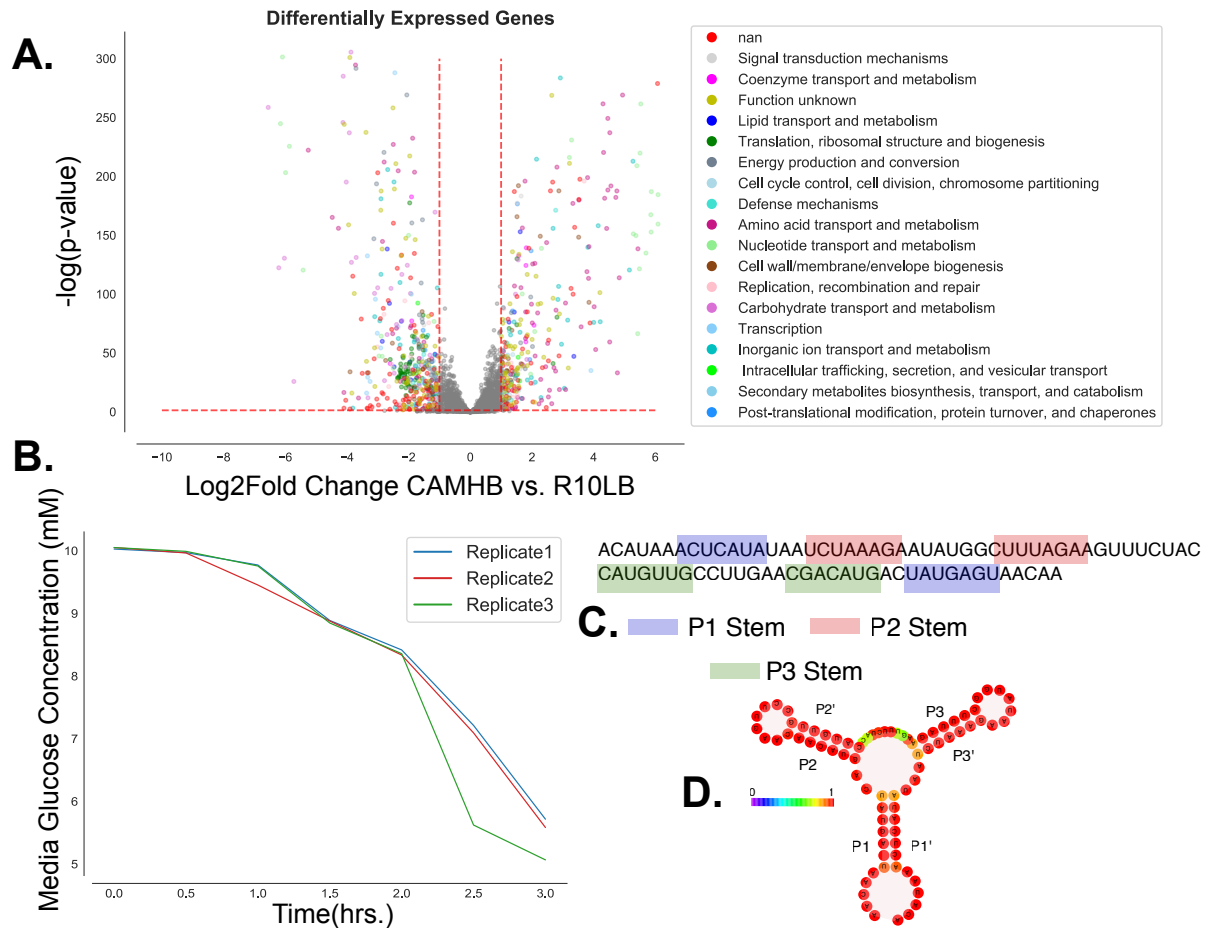 Differentially Expressed Genes
A.
-log(p-value)
300
250
200
150
100
50
0
−10
−8
−6
−4
−2
0
2
4
6
Log2Fold Change CAMHB vs. R10LB
nan
Signal transduction mechanisms
Coenzyme transport and metabolism
Function unknown
Lipid transport and metabolism
Translation, ribosomal structure and biogenesis
Energy production and conversion
Cell cycle control, cell division, chromosome partitioning
Defense mechanisms
Amino acid transport and metabolism
Nucleotide transport and metabolism
Cell wall/membrane/envelope biogenesis
Replication, recombination and repair
Carbohydrate transport and metabolism
Transcription
Inorganic ion transport and metabolism
Intracellular trafficking, secretion, and vesicular transport
Secondary metabolites biosynthesis, transport, and catabolism
Post-translational modification, protein turnover, and chaperones
B.
Media Glucose Concentration (mM)
10
9
8
7
6
5
0.0
0.5
1.0
1.5
2.0
2.5
3.0
Time(hrs.)
Replicate1
Replicate2
Replicate3
ACAUAAACUCAUAUAAUCUAAAGAAUAUGGCUUUAGAAGUUUCUAC
CAUGUUGCCUUGAACGACAUGACUAUGAGUAACAA
C.
P1 Stem
P2 Stem
P3 Stem
D.
0
1
P2'
P2
P3
P3'
P1
P1'